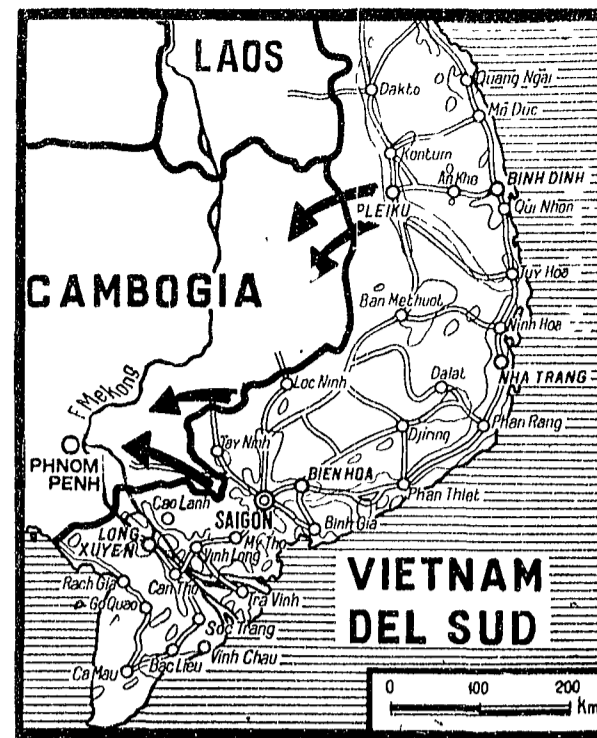 LAOS
Quang Ngai
Dakto
Mo Duc
Kontum
An Kho
BINH DINH
PLEIKU
Qui Nhon
CAMBOGIA
Tuy Hoa
Ban Methuot
Ninh Hoa
F. Mekong
Loc Ninh
Dalat
NHA TRANG
Phan Rang
Tay Ninh
Djiring
PHNOM
PENH
BIEN HOA
Phan Thiet
Cao Lanh
SAIGON
Binh Gia
LONG
XUYEN
My Tho
Vinh Long
VIETNAM
DEL SUD
Rach Gia
Can Tho
Tra Vinh
Go Quao
Soc Trang
Ca Mau
Bac Lieu
Vinh Chau
0 100 200
Km